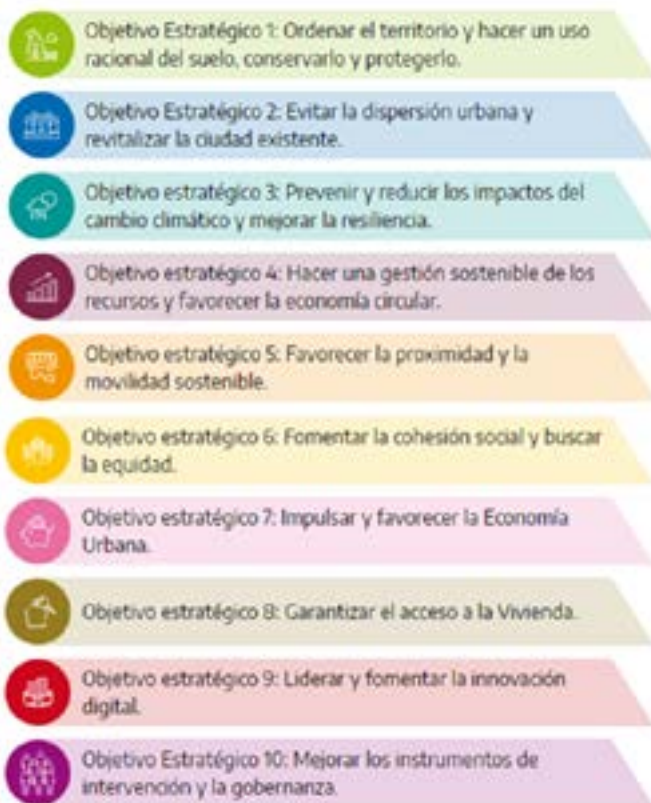 Objetivo Estratégico 1: Ordenar el territorio y hacer un uso
racional del suelo, conservarlo y protegerlo.
Objetivo Estratégico 2: Evitar la dispersión urbana y
revitalizar la ciudad existente.
Objetivo estratégico 3: Prevenir y reducir los impactos del
cambio climático y mejorar la resiliencia.
Objetivo estratégico 4: Hacer una gestión sostenible de los
recursos y favorecer la economía circular.
Objetivo estratégico 5: Favorecer la proximidad y la
movilidad sostenible.
Objetivo estratégico 6: Fomentar la cohesión social y buscar
la equidad.
Objetivo estratégico 7: Impulsar y favorecer la Economía
Urbana.
Objetivo estratégico 8: Garantizar el acceso a la Vivienda.
Objetivo estratégico 9: Liderar y fomentar la innovación
digital.
Objetivo Estratégico 10: Mejorar los instrumentos de
intervención y la gobernanza.